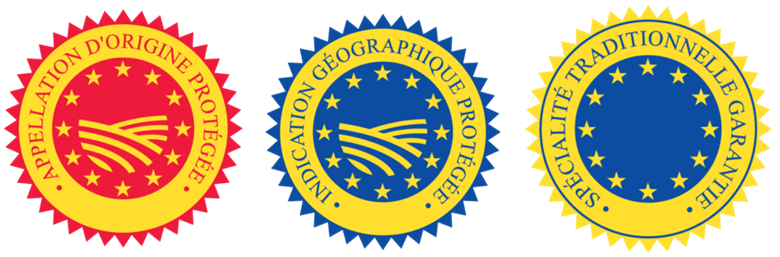 • APPELLATION D'ORIGINE PROTÉGÉE •
• INDICATION GÉOGRAPHIQUE PROTÉGÉE •
• SPÉCIALITÉ TRADITIONNELLE GARANTIE •